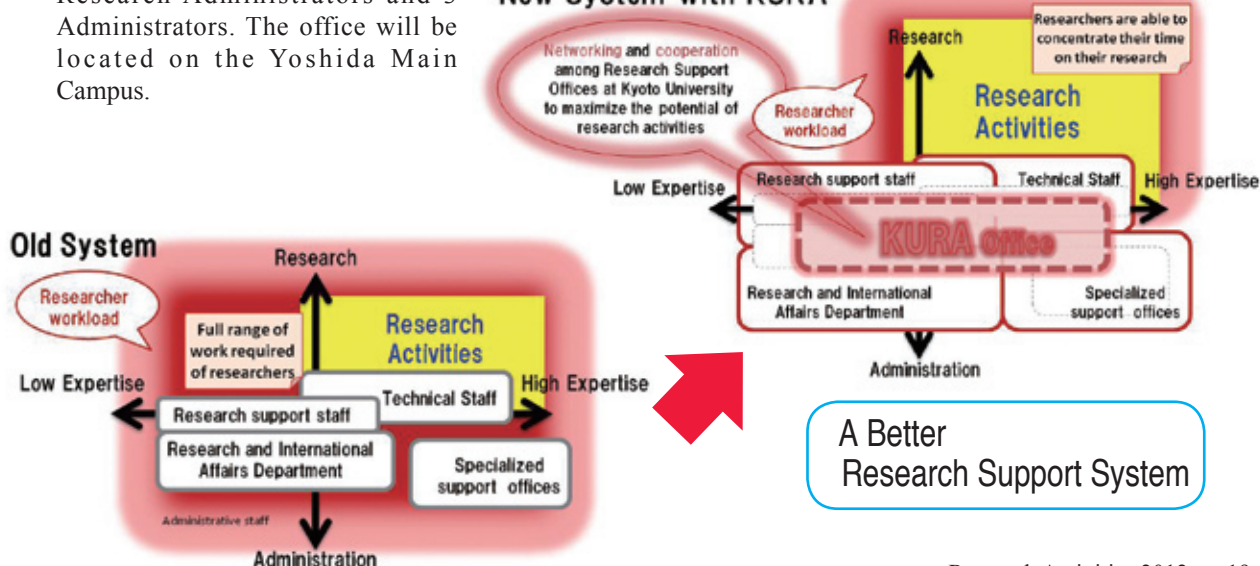 Administrators. The office will be
located on the Yoshida Main
Campus.
New System with KURA
Networking and cooperation
among Research Support
Offices at Kyoto University
to maximize the potential of
research activities
Researcher
workload
Research
Researchers are able to
concentrate their time
on their research
Research
Activities
Low Expertise
Research support staff
Technical Staff
High Expertise
KURA Office
Research and International
Affairs Department
Specialized
support offices
Administration
Old System
Researcher
workload
Research
Full range of
work required
of researchers
Research
Activities
Low Expertise
High Expertise
Technical Staff
Research support staff
Research and International
Affairs Department
Specialized
support offices
Administrative staff
Administration
A Better
Research Support System